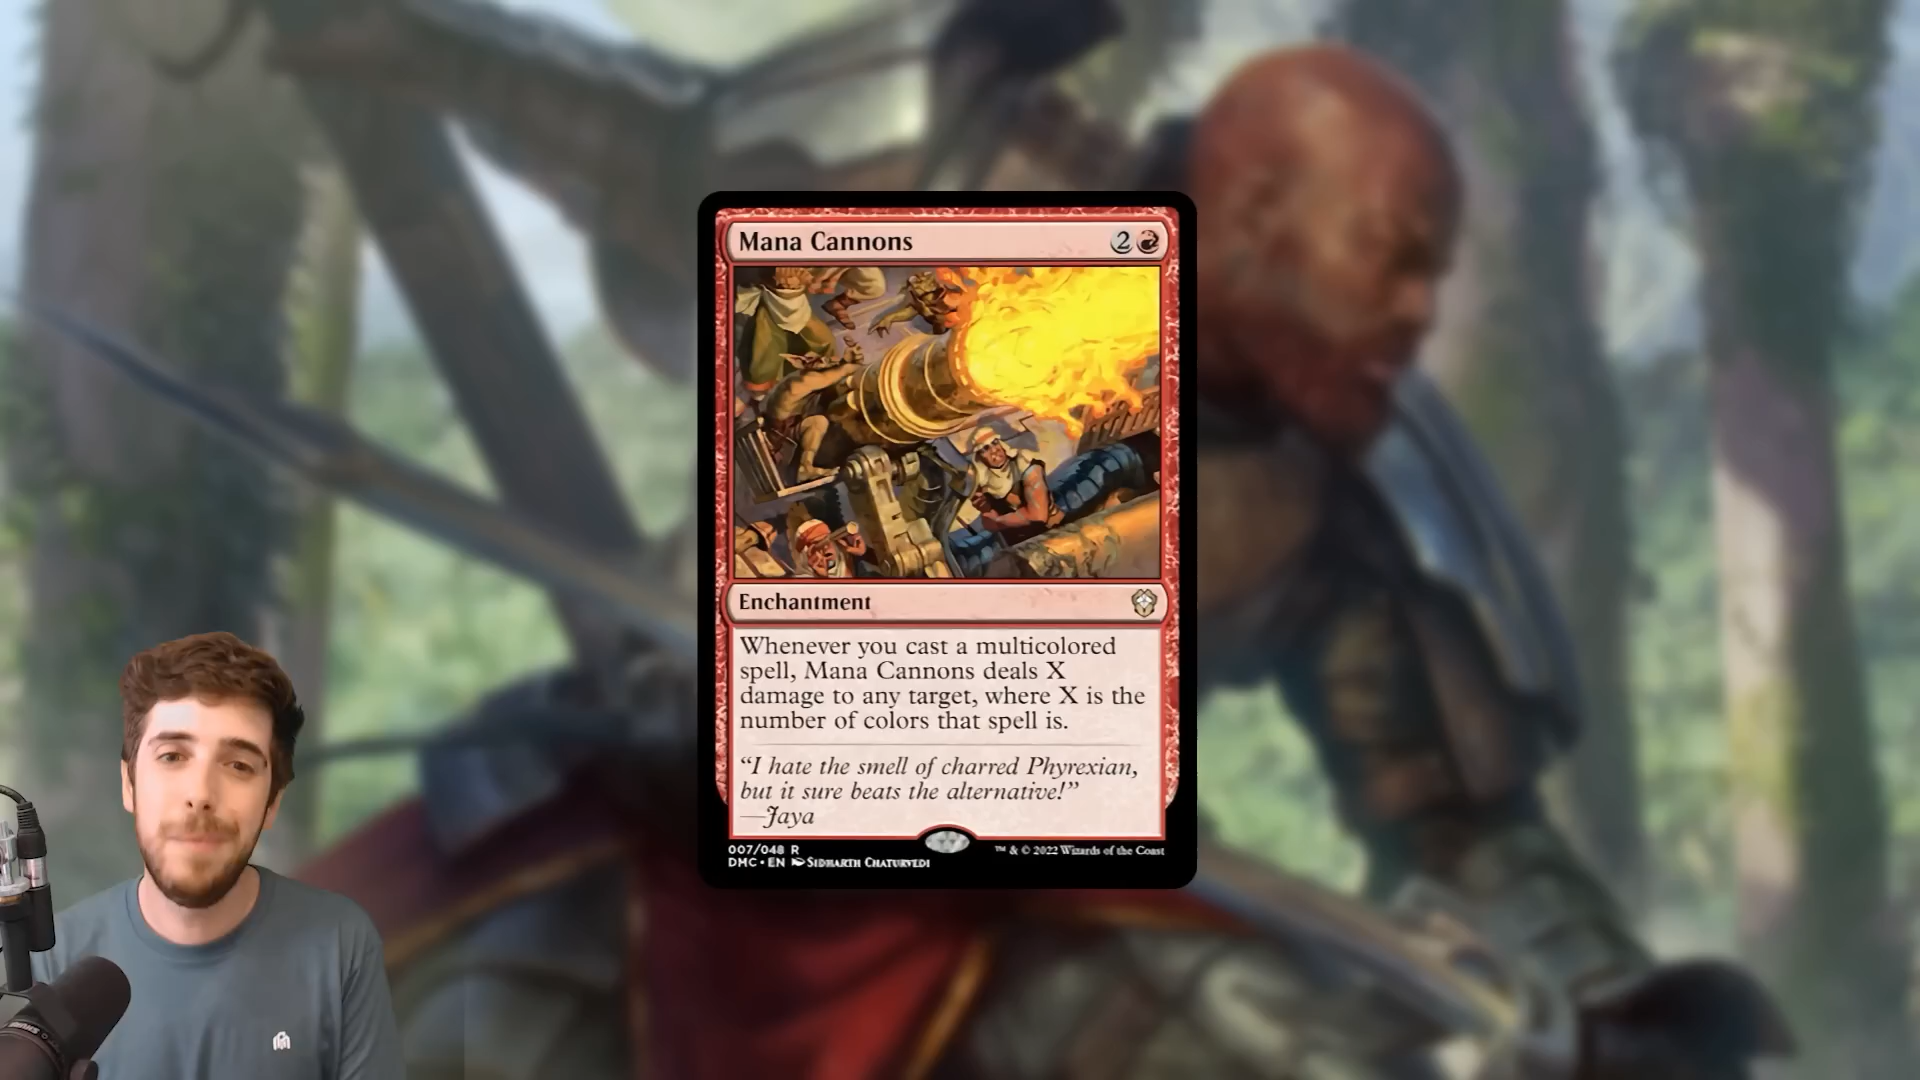 Mana Cannons 2
Enchantment
Whenever you cast a multicolored
spell, Mana Cannons deals X
damage to any target, where X is the
number of colors that spell is.
“I hate the smell of charred Phyrexian,
but it sure beats the alternative!”
—Jaya
007/048 R
DMC • EN Sidharth Chaturvedi
™ & © 2022 Wizards of the Coast